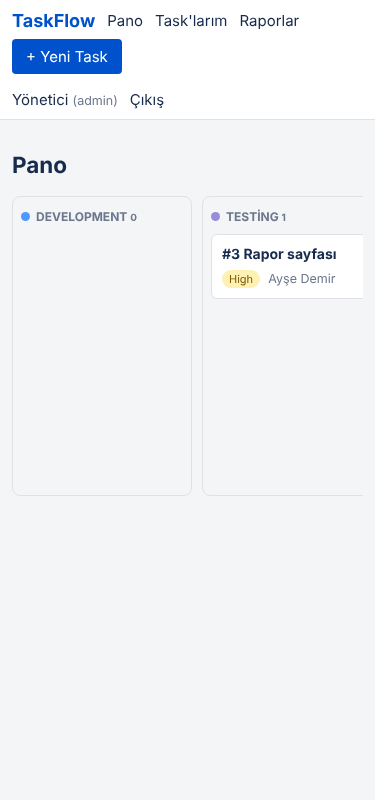 TaskFlow Pano Task'larım Raporlar
+ Yeni Task
Yönetici (admin) Çıkış
Pano
DEVELOPMENT 0
TESTİNG 1
#3 Rapor sayfası
High Ayşe Demir